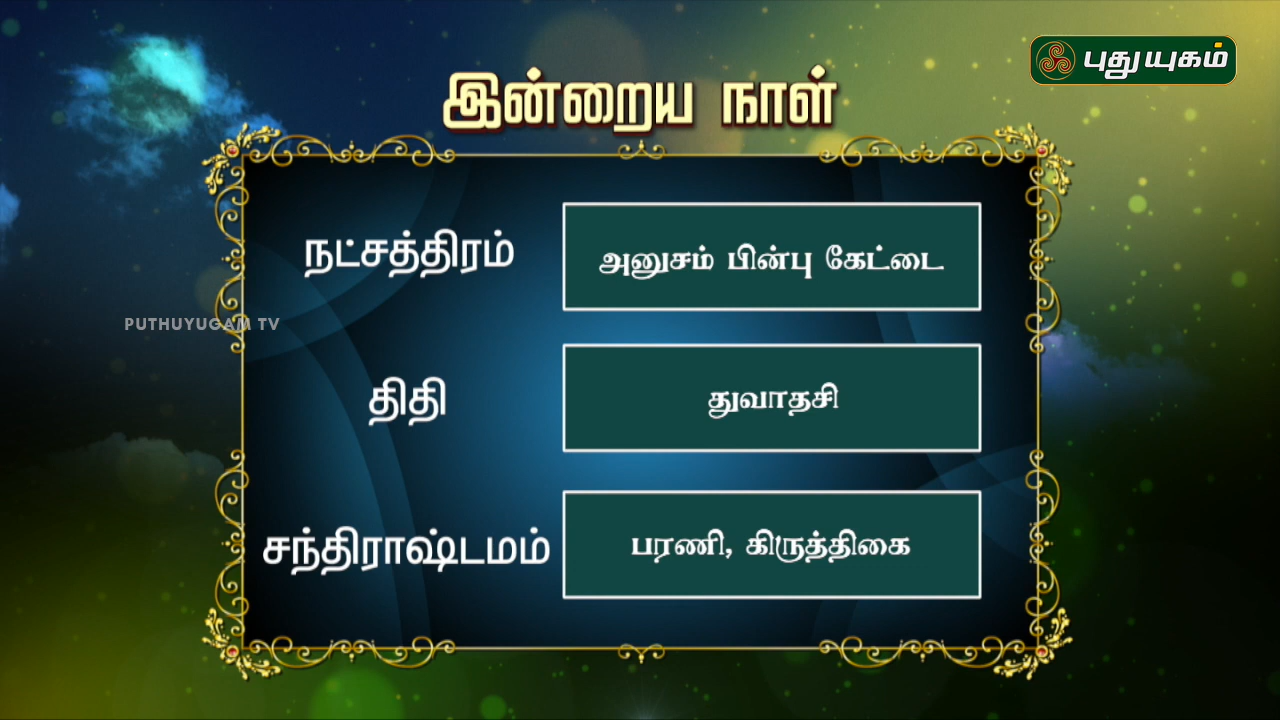 புதுயுகம்
இன்றைய நாள்
நட்சத்திரம்
அனுசம் பின்பு கேட்டை
PUTHUYUGAM TV
திதி
துவாதசி
சந்திராஷ்டமம்
பரணி, கிருத்திகை